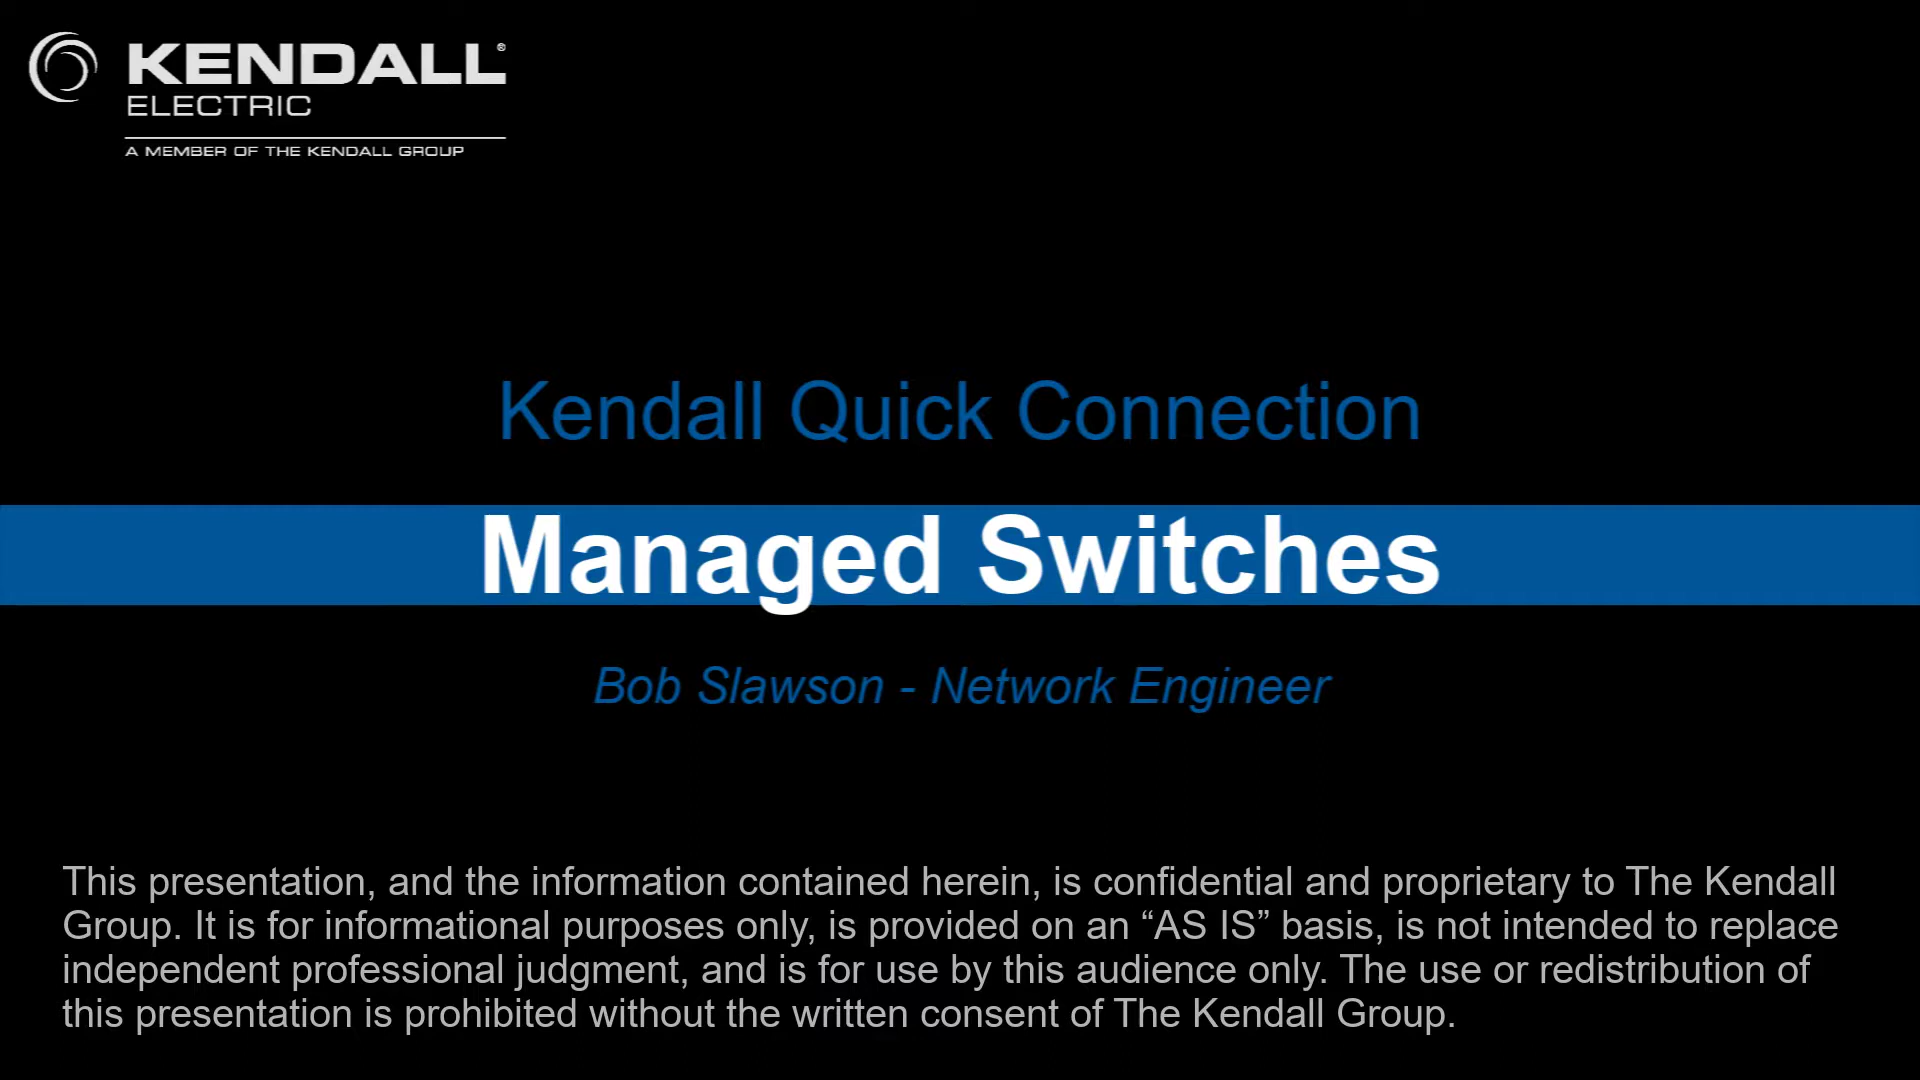 KENDALL®
ELECTRIC
A MEMBER OF THE KENDALL GROUP
Kendall Quick Connection
Managed Switches
Bob Slawson - Network Engineer
This presentation, and the information contained herein, is confidential and proprietary to The Kendall
Group. It is for informational purposes only, is provided on an “AS IS” basis, is not intended to replace
independent professional judgment, and is for use by this audience only. The use or redistribution of
this presentation is prohibited without the written consent of The Kendall Group.